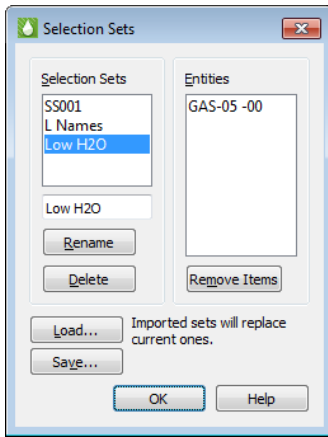 Selection Sets
Selection Sets
SS001
L Names
Low H2O
Low H2O
Rename
Delete
Entities
GAS-05 -00
Remove Items
Load...
Imported sets will replace
current ones.
Save...
OK
Help